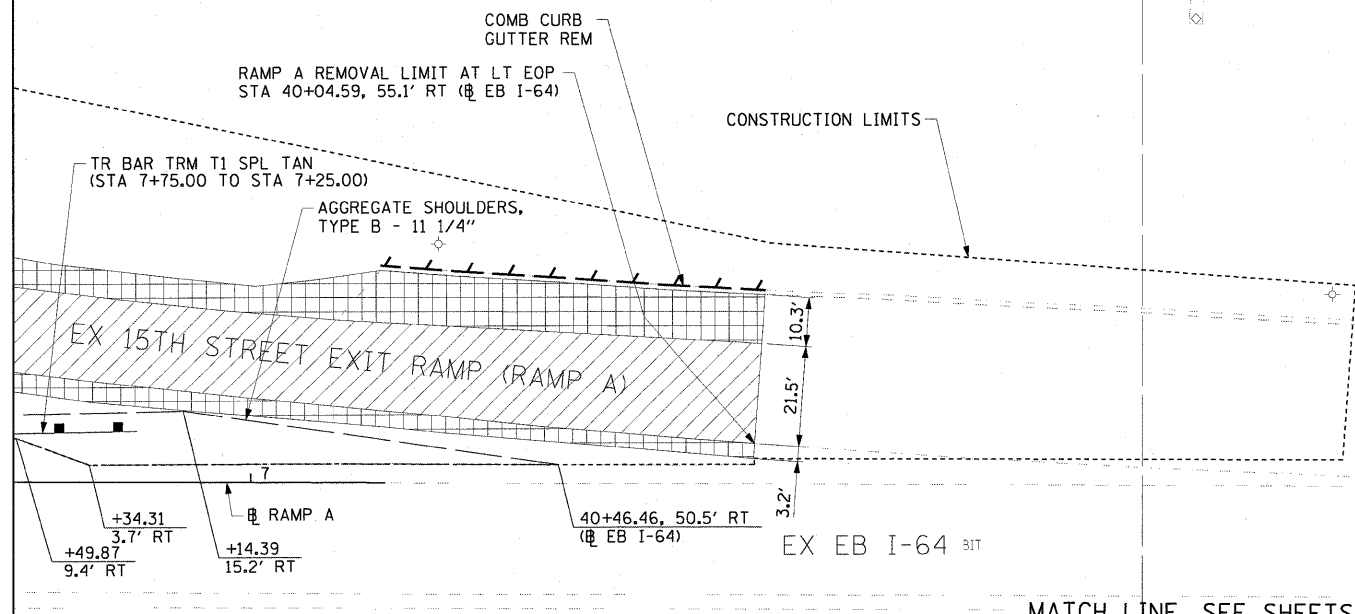 COMB CURB
GUTTER REM
RAMP A REMOVAL LIMIT AT LT EOP
STA 40+04.59, 55.1' RT (℄ EB I-64)
CONSTRUCTION LIMITS
TR BAR TRM T1 SPL TAN
(STA 7+75.00 TO STA 7+25.00)
AGGREGATE SHOULDERS,
TYPE B - 11 1/4"
EX 15TH STREET EXIT RAMP (RAMP A)
10.3'
21.5'
3.2'
7
RAMP A
+34.31
3.7' RT
+49.87
9.4' RT
+14.39
15.2' RT
40+46.46, 50.5' RT
(℄ EB I-64)
EX EB I-64 BIT
MATCH LINE SEE SHEETS